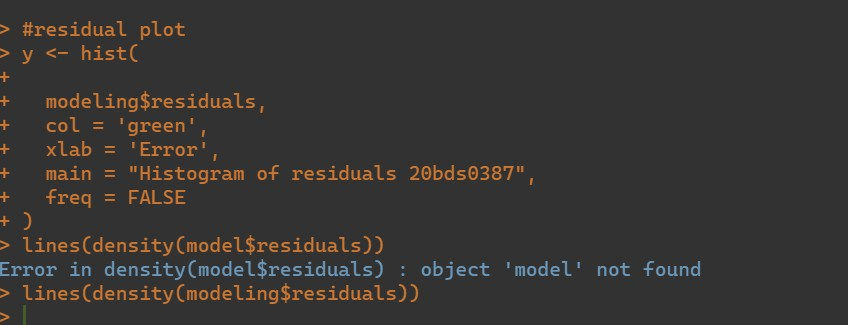 > #residual plot
> y <- hist(
+
+   modeling$residuals,
+   col = 'green',
+   xlab = 'Error',
+   main = "Histogram of residuals 20bds0387",
+   freq = FALSE
+ )
> lines(density(model$residuals))
Error in density(model$residuals) : object 'model' not found
> lines(density(modeling$residuals))
>